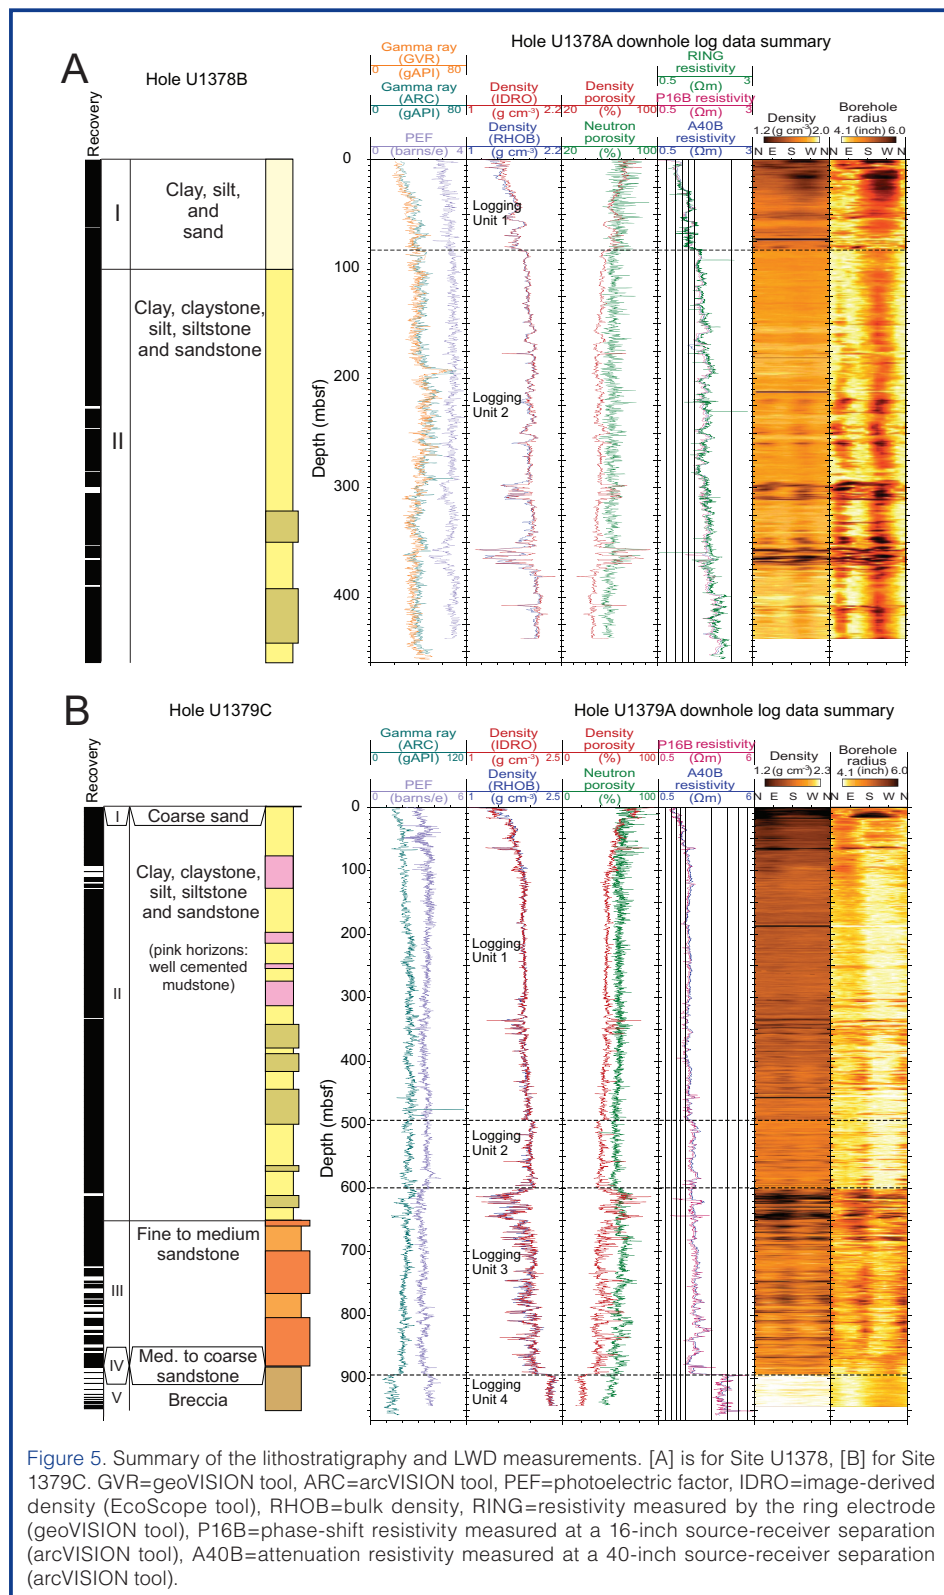 A
Hole U1378B
Hole U1378A downhole log data summary
Recovery
Gamma ray
(GVR)
0 (gAPI) 80
Gamma ray
(ARC)
0 (gAPI) 80
PEF
0 (barns/e) 4
Density
(IDRO)
1 (g cm-3) 2.2
Density
(RHOB)
1 (g cm-3) 2.2
Density
porosity
20 (%) 100
Neutron
porosity
20 (%) 100
RING
resistivity
0.5 (Ωm) 3
P16B resistivity
0.5 (Ωm) 3
A40B
resistivity
0.5 (Ωm) 3
Density
1.2 (g cm-3) 2.0
N E S W N
Borehole
radius
4.1 (inch) 6.0
N E S W N
I
Clay, silt,
and
sand
II
Clay, claystone,
silt, siltstone
and sandstone
Depth (mbsf)
0
100
200
300
400
Logging
Unit 1
Logging
Unit 2
B
Hole U1379C
Hole U1379A downhole log data summary
Recovery
Gamma ray
(ARC)
0 (gAPI) 120
PEF
0 (barns/e) 6
Density
(IDRO)
1 (g cm-3) 2.5
Density
(RHOB)
1 (g cm-3) 2.5
Density
porosity
0 (%) 100
Neutron
porosity
0 (%) 100
P16B resistivity
0.5 (Ωm) 6
A40B
resistivity
0.5 (Ωm) 6
Density
1.2 (g cm-3) 2.3
N E S W N
Borehole
radius
4.1 (inch) 6.0
N E S W N
I
Coarse sand
II
Clay, claystone,
silt, siltstone
and sandstone
(pink horizons:
well cemented
mudstone)
III
Fine to medium
sandstone
IV
Med. to coarse
sandstone
V
Breccia
Depth (mbsf)
0
100
200
300
400
500
600
700
800
900
Logging
Unit 1
Logging
Unit 2
Logging
Unit 3
Logging
Unit 4
Figure 5. Summary of the lithostratigraphy and LWD measurements. [A] is for Site U1378, [B] for Site
1379C. GVR=geoVISION tool, ARC=arcVISION tool, PEF=photoelectric factor, IDRO=image-derived
density (EcoScope tool), RHOB=bulk density, RING=resistivity measured by the ring electrode
(geoVISION tool), P16B=phase-shift resistivity measured at a 16-inch source-receiver separation
(arcVISION tool), A40B=attenuation resistivity measured at a 40-inch source-receiver separation
(arcVISION tool).